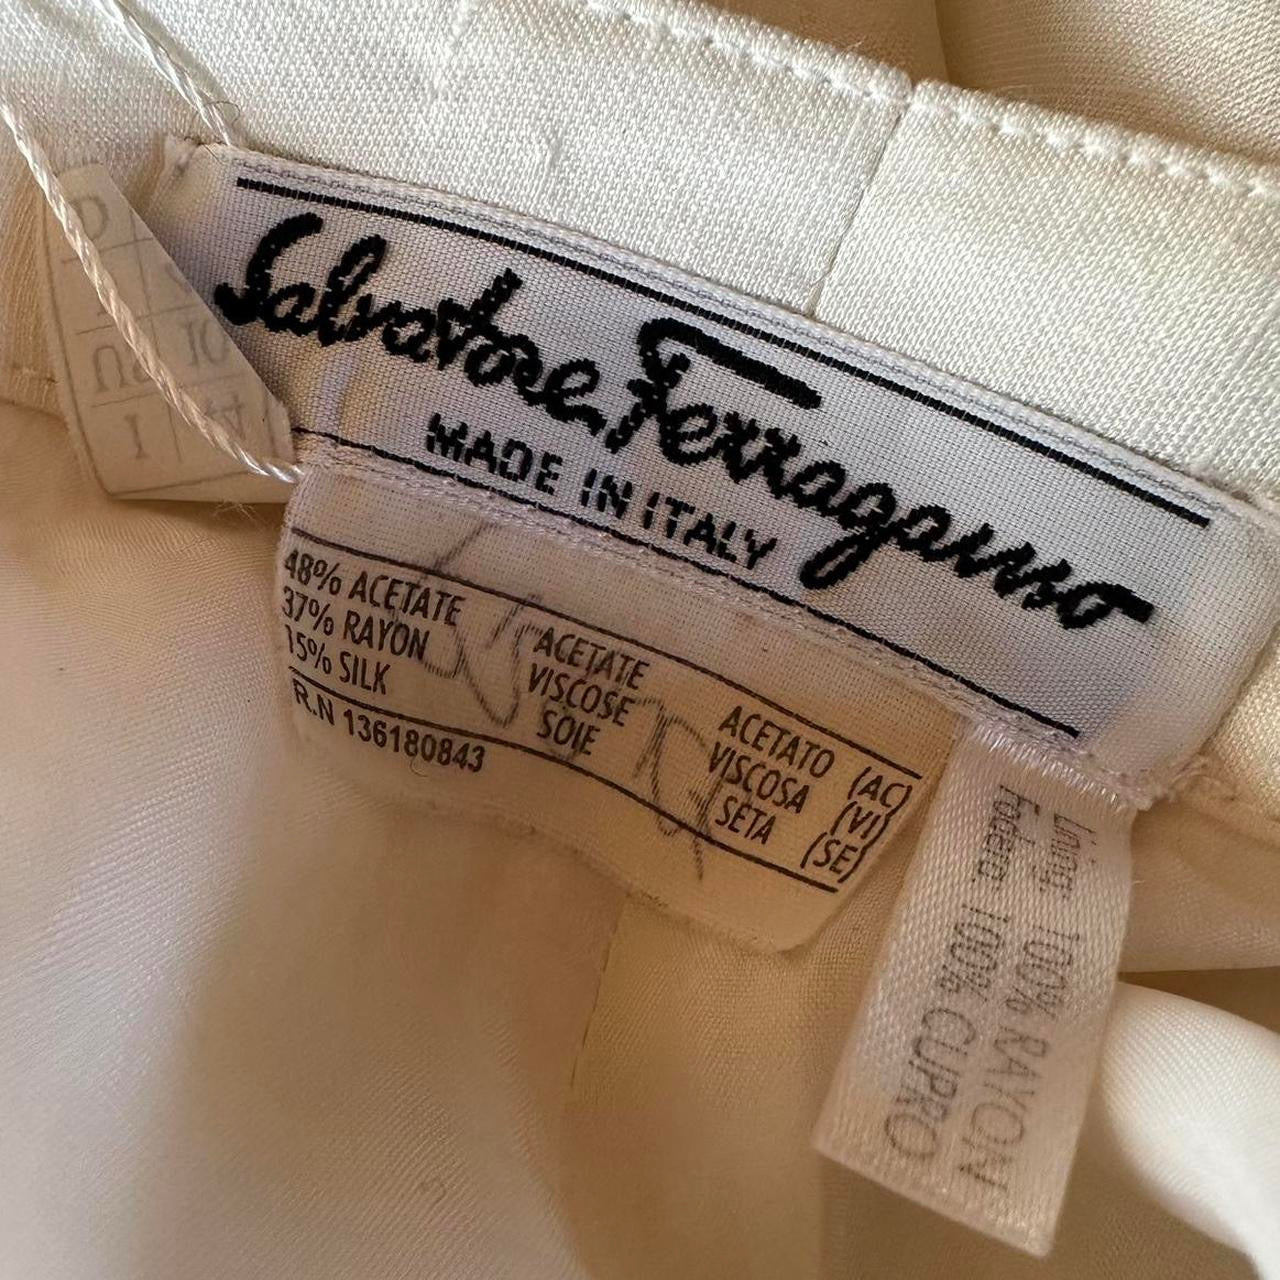 Salvatore Ferragamo
MADE IN ITALY
48% ACETATE ACETATE ACETATO (AC)
37% RAYON VISCOSE VISCOSA (VI)
15% SILK SOIE SETA (SE)
R.N 136180843
Lining: 100% RAYON
Fodera: 100% CUPRO